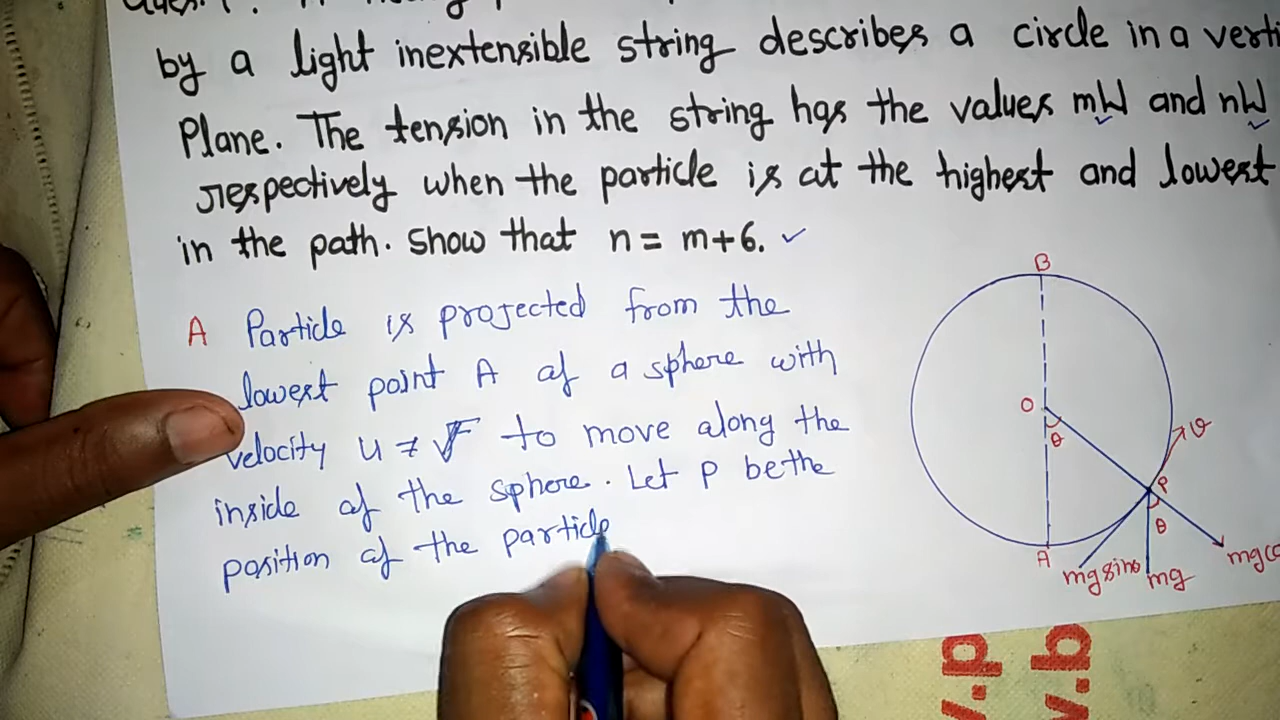 by a light inextensible string describes a circle in a verti
Plane. The tension in the string has the values mW and nW
respectively when the particle is at the highest and lowest
in the path. Show that n = m+6.
A Particle is projected from the
lowest point A of a sphere with
velocity u to move along the
inside of the sphere. Let P be the
position of the particle
B
O
θ
v
P
θ
A
mg sinθ
mg
mg co
v.p
v.b